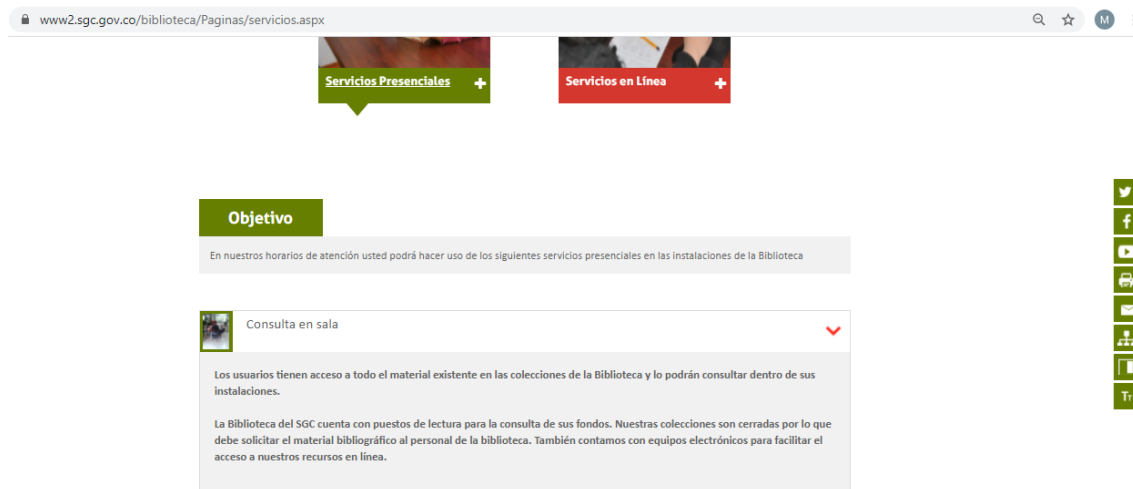 www2.sgc.gov.co/biblioteca/Paginas/servicios.aspx
M
Servicios Presenciales +
Servicios en Línea +
Objetivo
En nuestros horarios de atención usted podrá hacer uso de los siguientes servicios presenciales en las instalaciones de la Biblioteca
Consulta en sala
Los usuarios tienen acceso a todo el material existente en las colecciones de la Biblioteca y lo podrán consultar dentro de sus
instalaciones.
La Biblioteca del SGC cuenta con puestos de lectura para la consulta de sus fondos. Nuestras colecciones son cerradas por lo que
debe solicitar el material bibliográfico al personal de la biblioteca. También contamos con equipos electrónicos para facilitar el
acceso a nuestros recursos en línea.